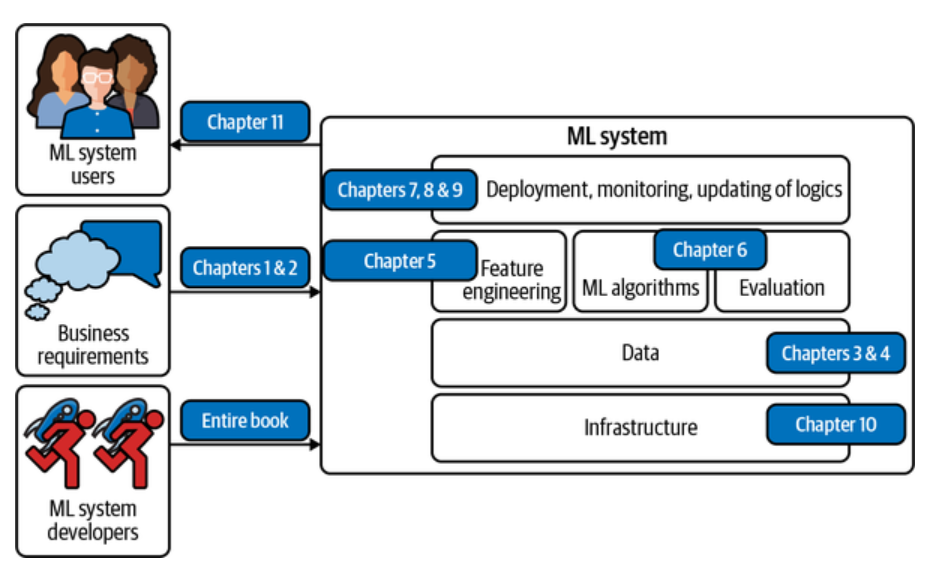 ML system
users
Business
requirements
ML system
developers
Chapter 11
Chapters 1 & 2
Entire book
ML system
Chapters 7, 8 & 9
Deployment, monitoring, updating of logics
Chapter 5
Feature
engineering
Chapter 6
ML algorithms
Evaluation
Data
Chapters 3 & 4
Infrastructure
Chapter 10